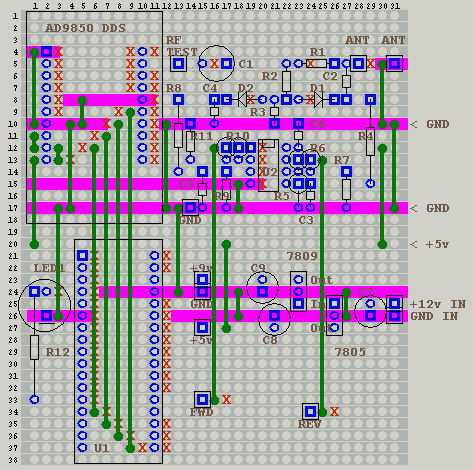 1 2 3 4 5 6 7 8 9 10 11 12 13 14 15 16 17 18 19 20 21 22 23 24 25 26 27 28 29 30 31
AD9850 DDS
RF
TEST
C1
R1
ANT
ANT
R2
C2
R8
C4
D2
D1
R3
R11
R10
C6
R4
< GND
U2
R6
R7
C5
R9
R5
GND
C3
< GND
< +5v
LED1
+9v
C9
7809
Out
GND
C7
In
In
+12v IN
GND IN
+5v
C8
Out
R12
7805
FWD
REV
U1
1
2
3
4
5
6
7
8
9
10
11
12
13
14
15
16
17
18
19
20
21
22
23
24
25
26
27
28
29
30
31
32
33
34
35
36
37
38